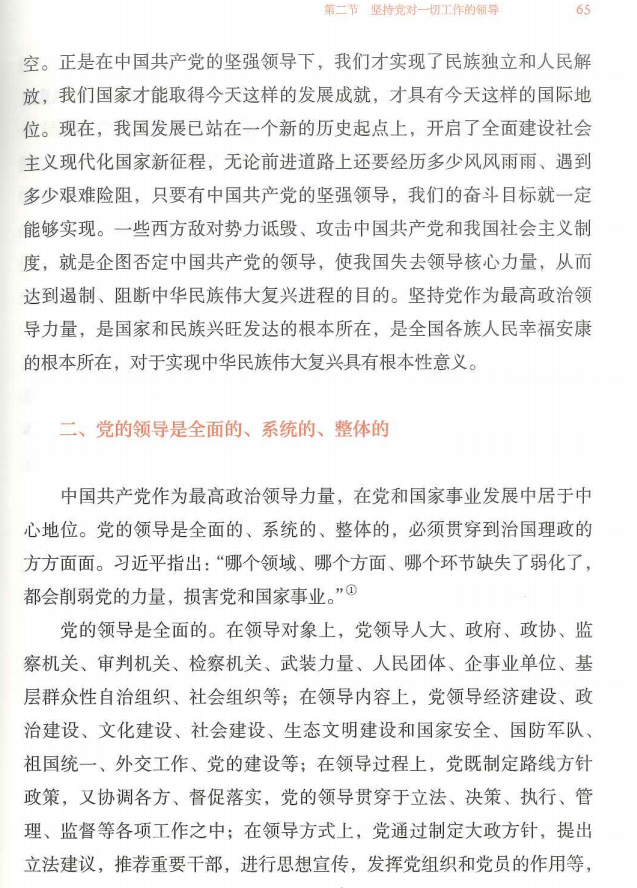 第二节 坚持党对一切工作的领导 65
空。正是在中国共产党的坚强领导下，我们才实现了民族独立和人民解
放，我们国家才能取得今天这样的发展成就，才具有今天这样的国际地
位。现在，我国发展已站在一个新的历史起点上，开启了全面建设社会
主义现代化国家新征程，无论前进道路上还要经历多少风风雨雨、遇到
多少艰难险阻，只要有中国共产党的坚强领导，我们的奋斗目标就一定
能够实现。一些西方敌对势力诋毁、攻击中国共产党和我国社会主义制
度，就是企图否定中国共产党的领导，使我国失去领导核心力量，从而
达到遏制、阻断中华民族伟大复兴进程的目的。坚持党作为最高政治领
导力量，是国家和民族兴旺发达的根本所在，是全国各族人民幸福安康
的根本所在，对于实现中华民族伟大复兴具有根本性意义。
二、党的领导是全面的、系统的、整体的
中国共产党作为最高政治领导力量，在党和国家事业发展中居于中
心地位。党的领导是全面的、系统的、整体的，必须贯穿到治国理政的
方方面面。习近平指出：“哪个领域、哪个方面、哪个环节缺失了弱化了，
都会削弱党的力量，损害党和国家事业。”①
党的领导是全面的。在领导对象上，党领导人大、政府、政协、监
察机关、审判机关、检察机关、武装力量、人民团体、企事业单位、基
层群众性自治组织、社会组织等；在领导内容上，党领导经济建设、政
治建设、文化建设、社会建设、生态文明建设和国家安全、国防军队、
祖国统一、外交工作、党的建设等；在领导过程上，党既制定路线方针
政策，又协调各方、督促落实，党的领导贯穿于立法、决策、执行、管
理、监督等各项工作之中；在领导方式上，党通过制定大政方针，提出
立法建议，推荐重要干部，进行思想宣传，发挥党组织和党员的作用等，